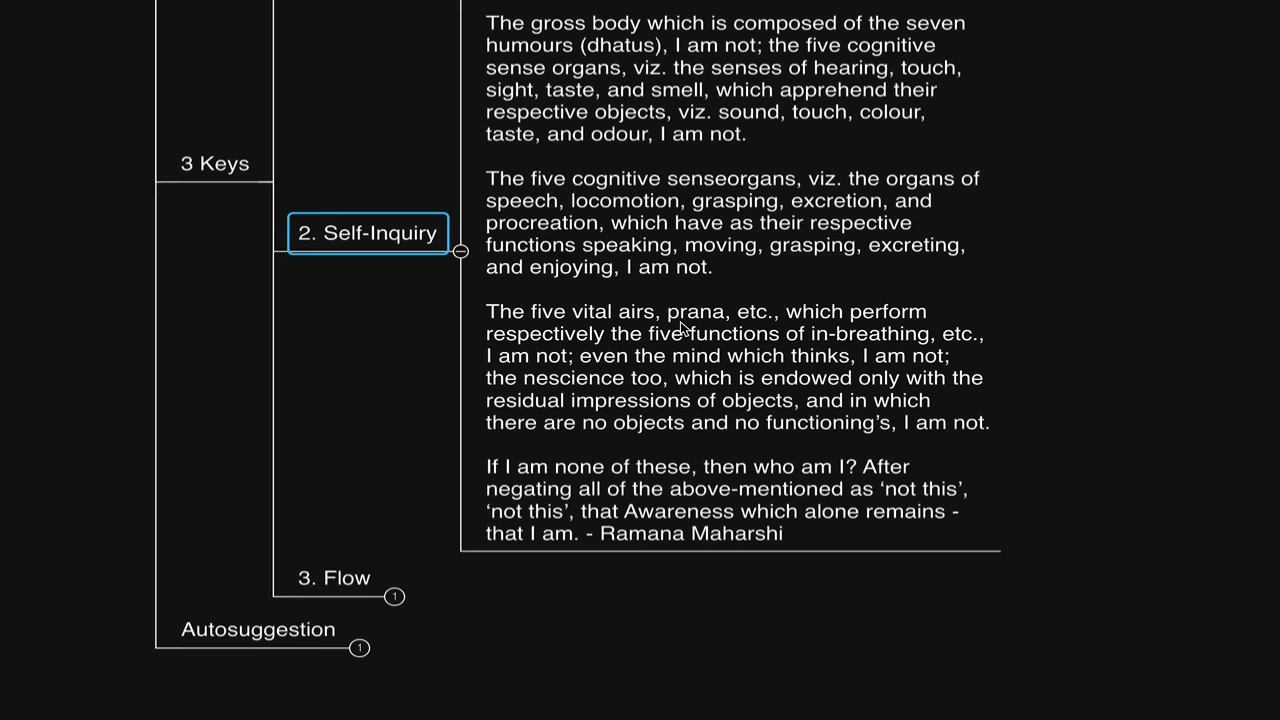 The gross body which is composed of the seven
humours (dhatus), I am not; the five cognitive
sense organs, viz. the senses of hearing, touch,
sight, taste, and smell, which apprehend their
respective objects, viz. sound, touch, colour,
taste, and odour, I am not.
The five cognitive senseorgans, viz. the organs of
speech, locomotion, grasping, excretion, and
procreation, which have as their respective
functions speaking, moving, grasping, excreting,
and enjoying, I am not.
The five vital airs, prana, etc., which perform
respectively the five functions of in-breathing, etc.,
I am not; even the mind which thinks, I am not;
the nescience too, which is endowed only with the
residual impressions of objects, and in which
there are no objects and no functioning’s, I am not.
If I am none of these, then who am I? After
negating all of the above-mentioned as ‘not this’,
‘not this’, that Awareness which alone remains -
that I am. - Ramana Maharshi
3 Keys
2. Self-Inquiry
3. Flow
1
Autosuggestion
1